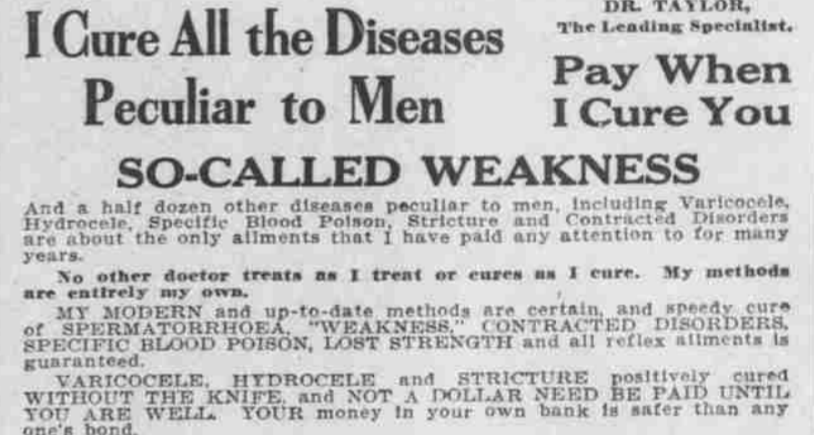 DR. TAYLOR,
The Leading Specialist.
I Cure All the Diseases
Peculiar to Men
Pay When
I Cure You
SO-CALLED WEAKNESS
And a half dozen other diseases peculiar to men, including Varicocele,
Hydrocele, Specific Blood Poison, Stricture and Contracted Disorders
are about the only ailments that I have paid any attention to for many
years.
No other doctor treats as I treat or cures as I cure. My methods
are entirely my own.
MY MODERN and up-to-date methods are certain, and speedy cure
of SPERMATORRHOEA, "WEAKNESS," CONTRACTED DISORDERS,
SPECIFIC BLOOD POISON, LOST STRENGTH and all reflex ailments is
guaranteed.
VARICOCELE, HYDROCELE and STRICTURE positively cured
WITHOUT THE KNIFE, and NOT A DOLLAR NEED BE PAID UNTIL
YOU ARE WELL. YOUR money in your own bank is safer than any
one's bond.